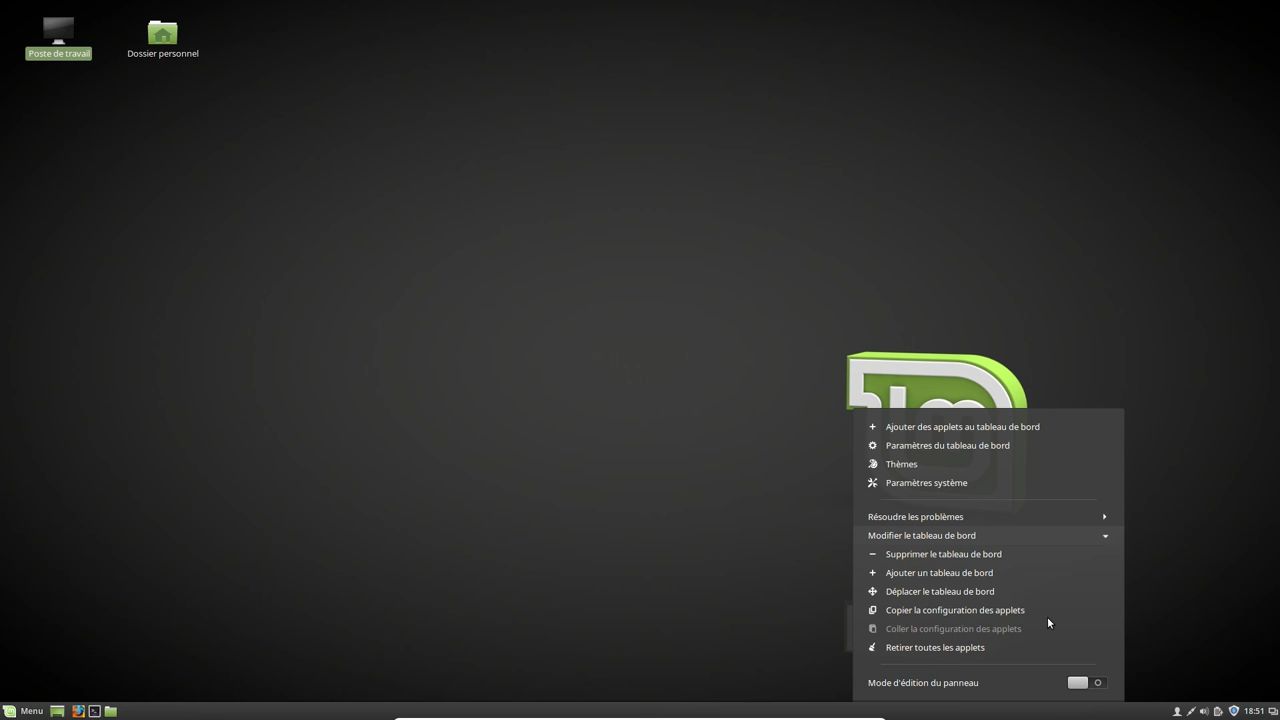 Poste de travail
Dossier personnel
Ajouter des applets au tableau de bord
Paramètres du tableau de bord
Thèmes
Paramètres système
Résoudre les problèmes
Modifier le tableau de bord
Supprimer le tableau de bord
Ajouter un tableau de bord
Déplacer le tableau de bord
Copier la configuration des applets
Coller la configuration des applets
Retirer toutes les applets
Mode d'édition du panneau
Menu
18:51